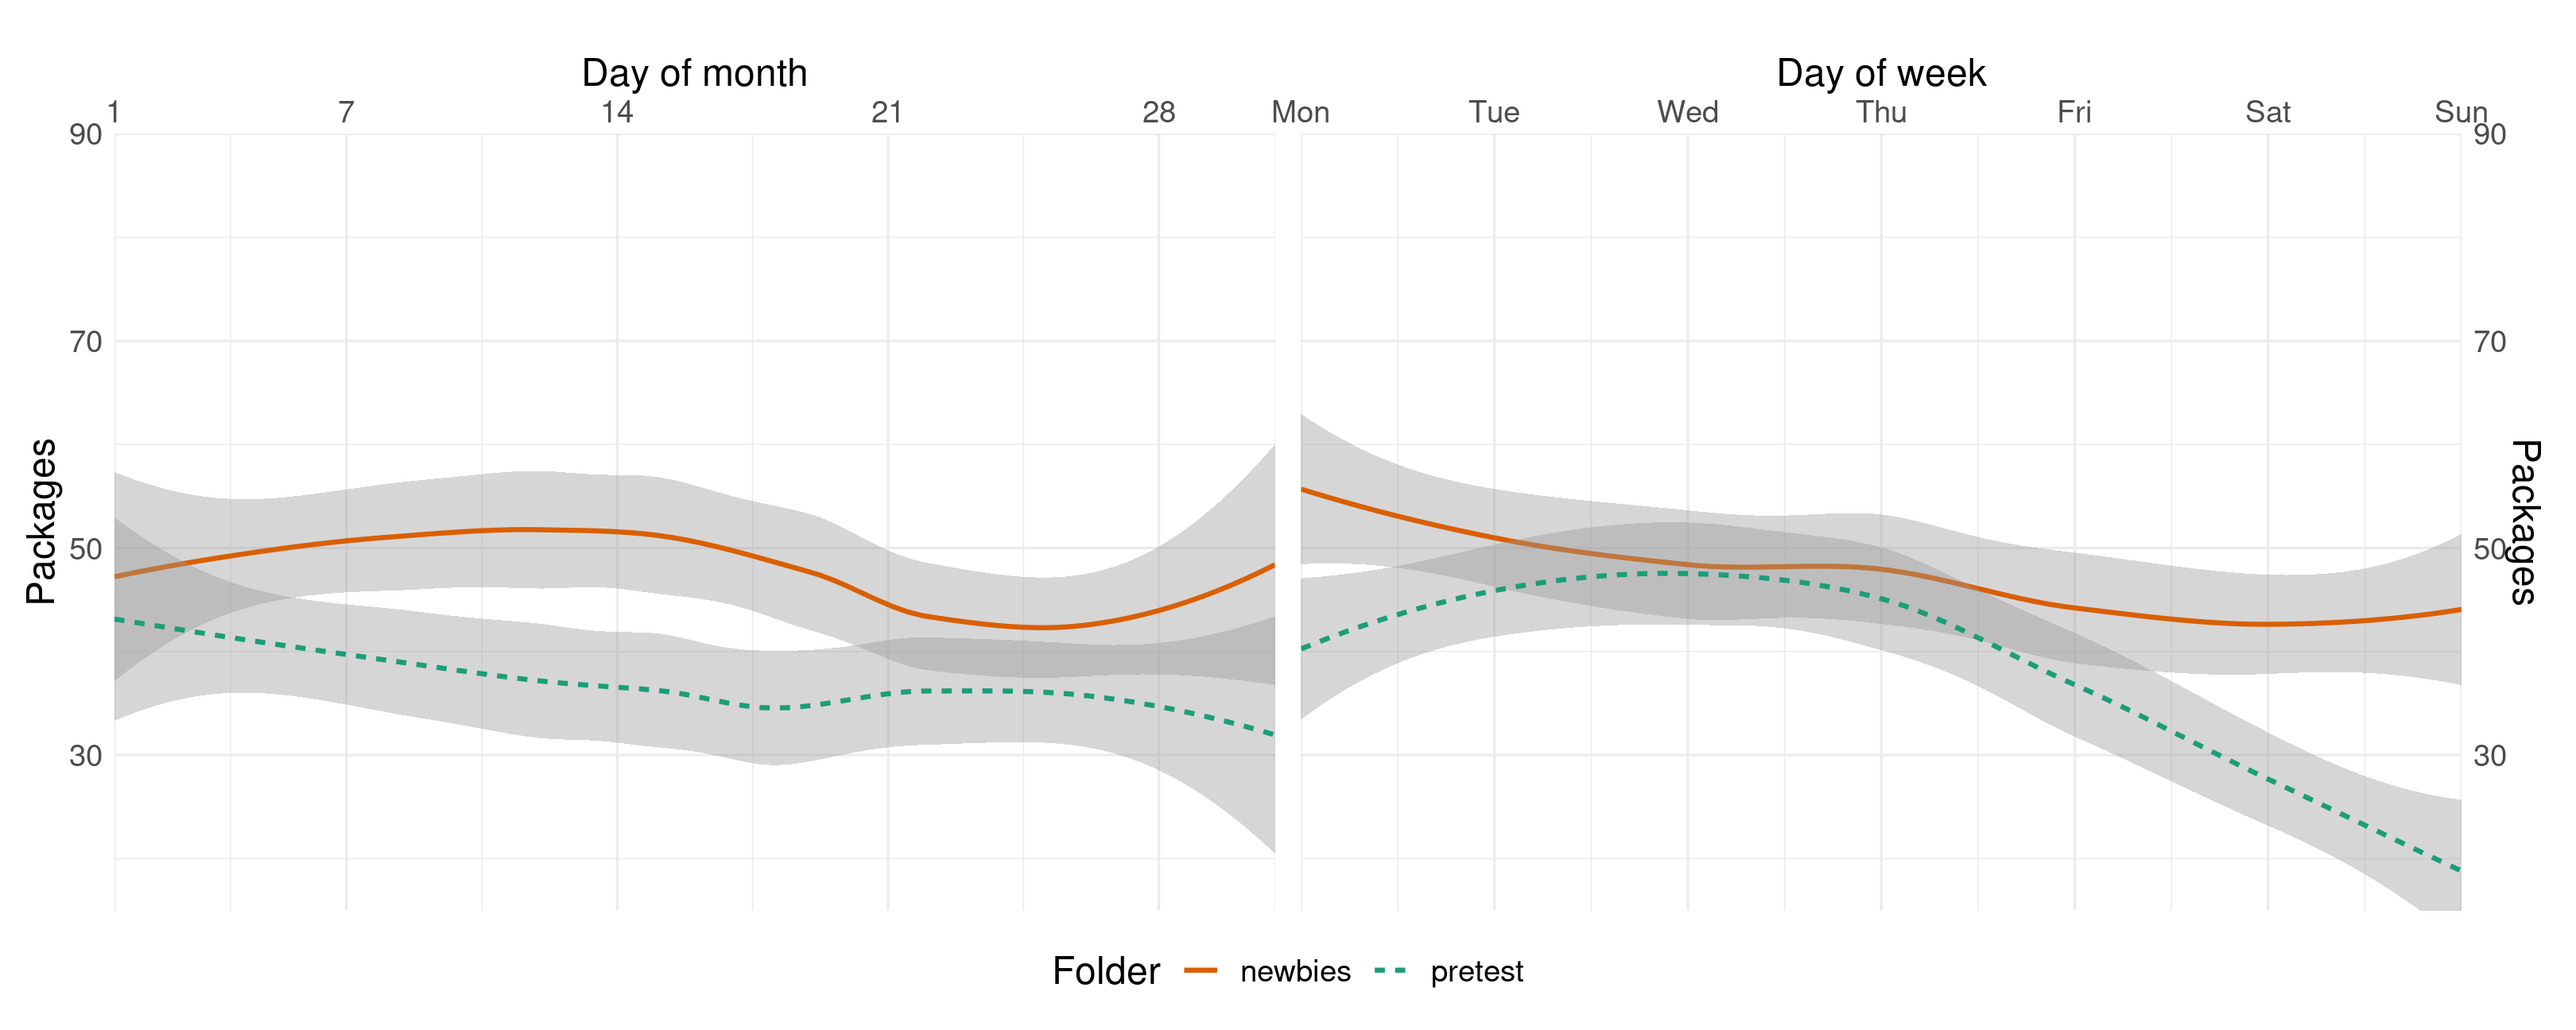 Day of month
Day of week
1 7 14 21 28
Mon Tue Wed Thu Fri Sat Sun
90
70
50
30
Packages
90
70
50
30
Packages
Folder newbies pretest